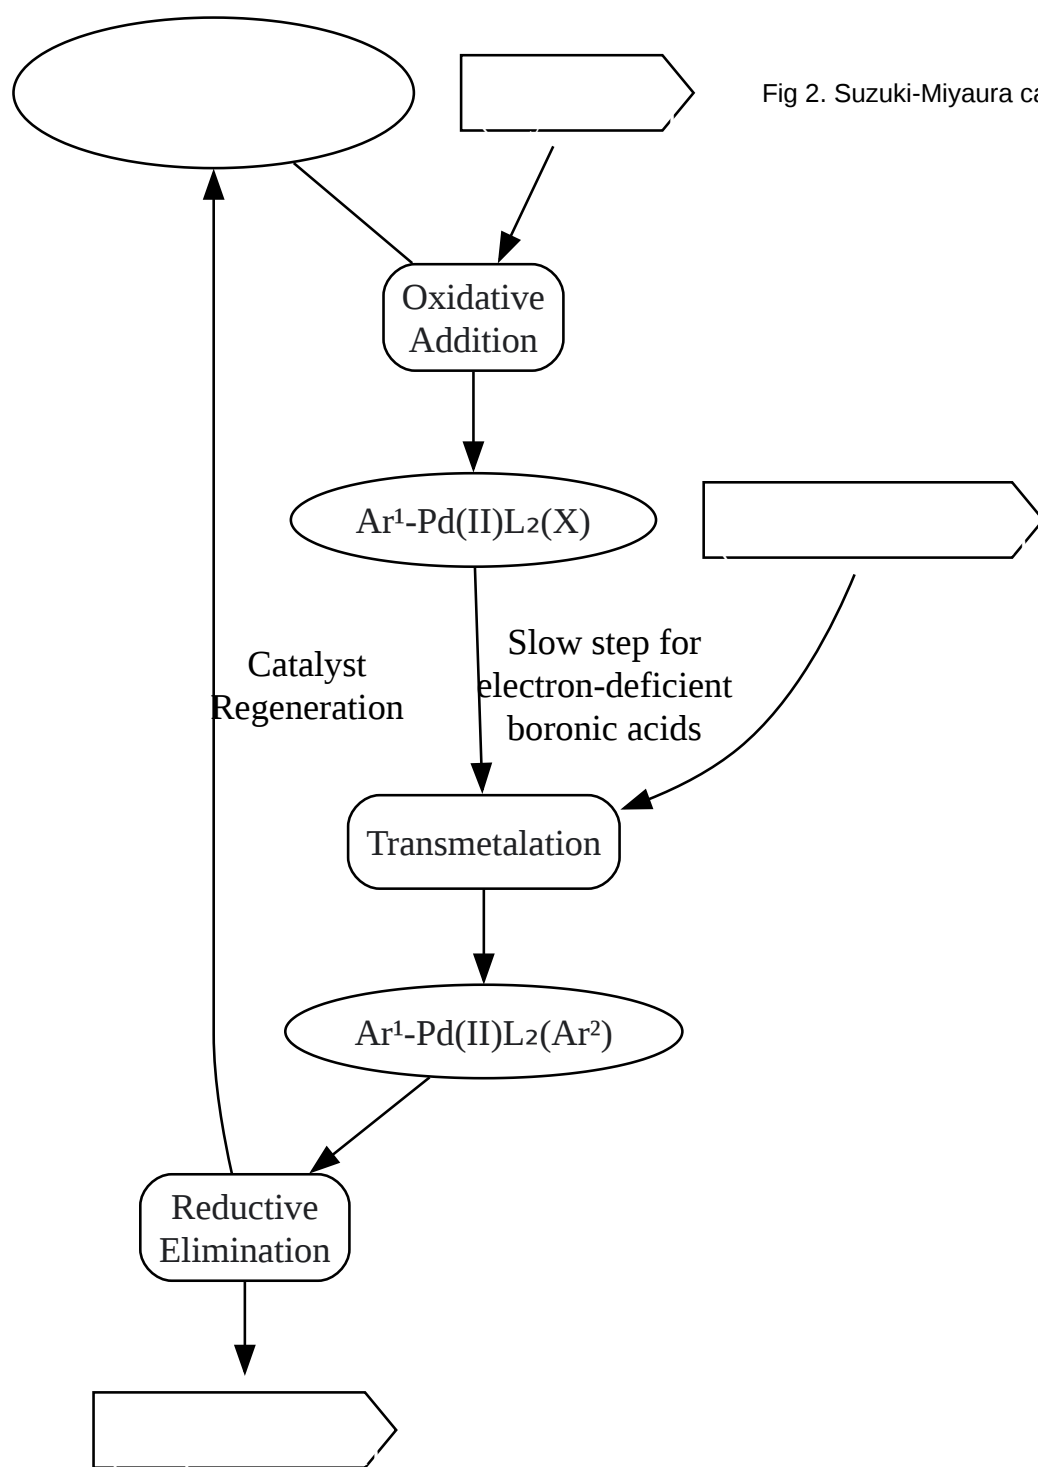 Fig 2. Suzuki-Miyaura ca
Oxidative
Addition
Ar¹-Pd(II)L₂(X)
Slow step for
electron-deficient
boronic acids
Catalyst
Regeneration
Transmetalation
Ar¹-Pd(II)L₂(Ar²)
Reductive
Elimination